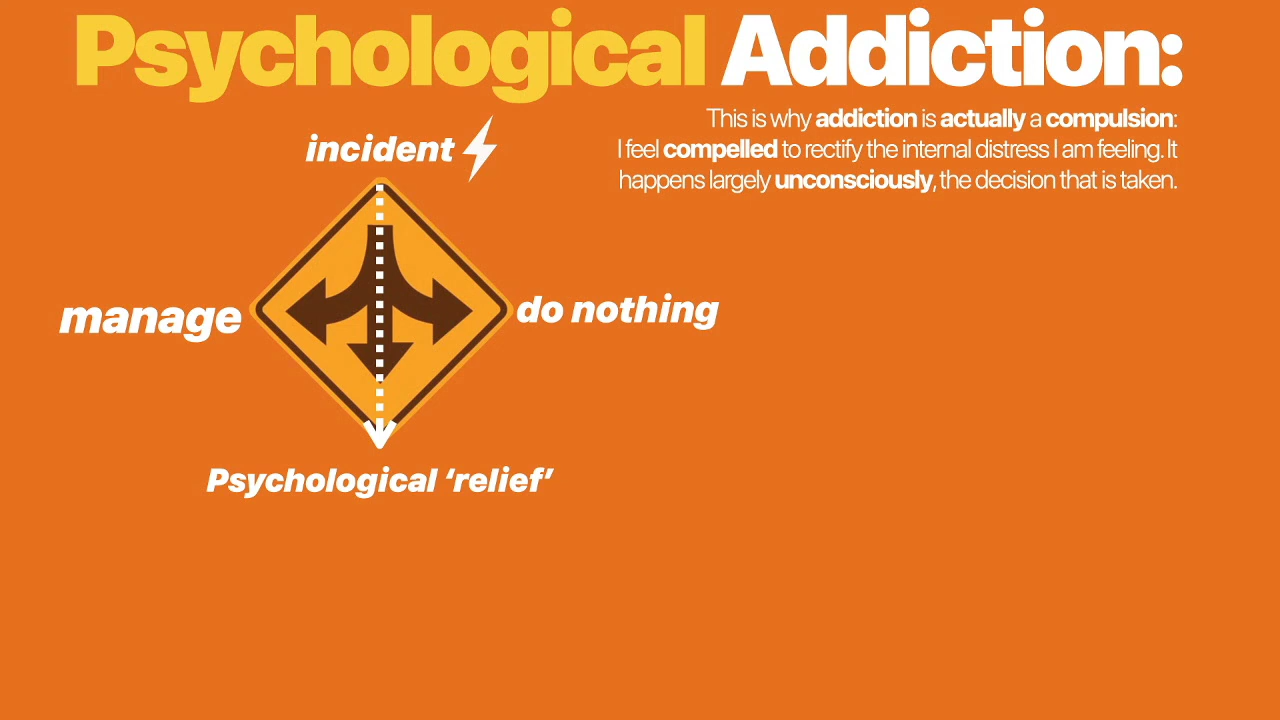 Psychological Addiction:
This is why addiction is actually a compulsion:
I feel compelled to rectify the internal distress I am feeling. It
happens largely unconsciously, the decision that is taken.
incident
manage
do nothing
Psychological ‘relief’